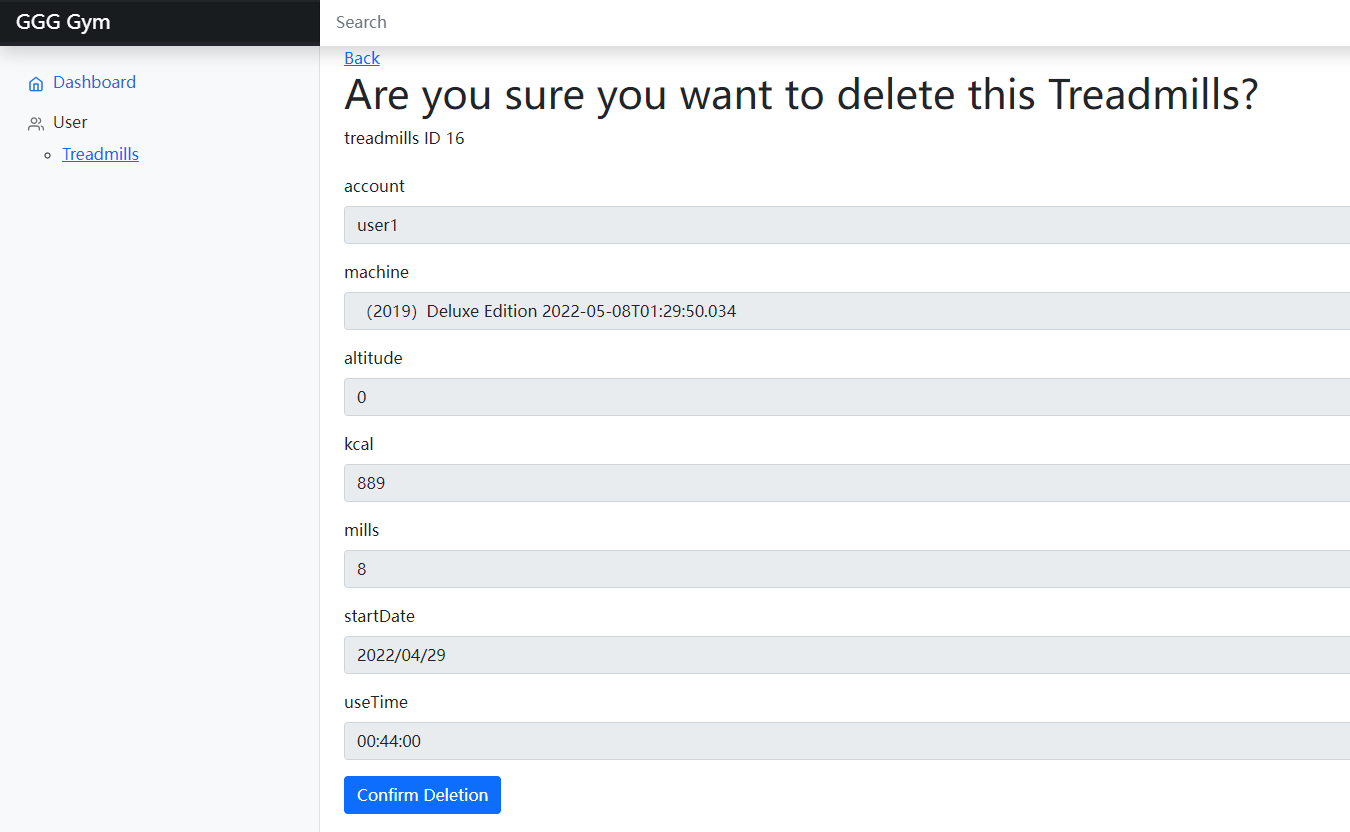 GGG Gym
Search
Dashboard
User
Treadmills
Back
Are you sure you want to delete this Treadmills?
treadmills ID 16
account
user1
machine
（2019）Deluxe Edition 2022-05-08T01:29:50.034
altitude
0
kcal
889
mills
8
startDate
2022/04/29
useTime
00:44:00
Confirm Deletion